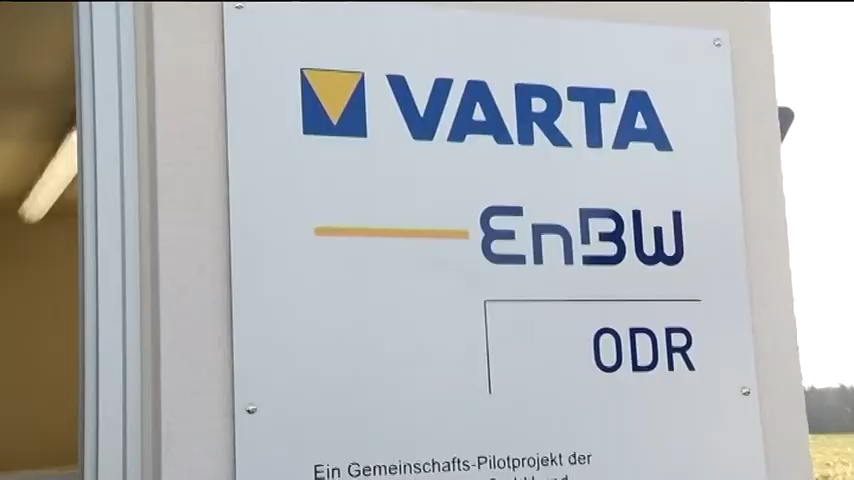 VARTA
EnBW
ODR
Ein Gemeinschafts-Pilotprojekt der